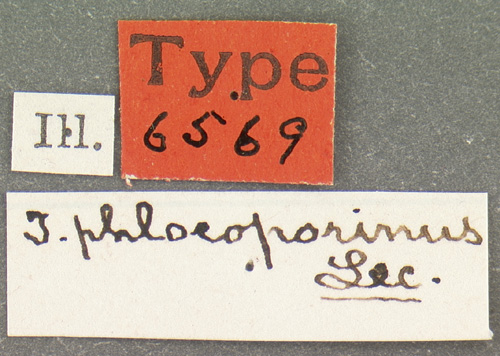 Type
6569
Ill.
T. phloeoporinus
Lec.